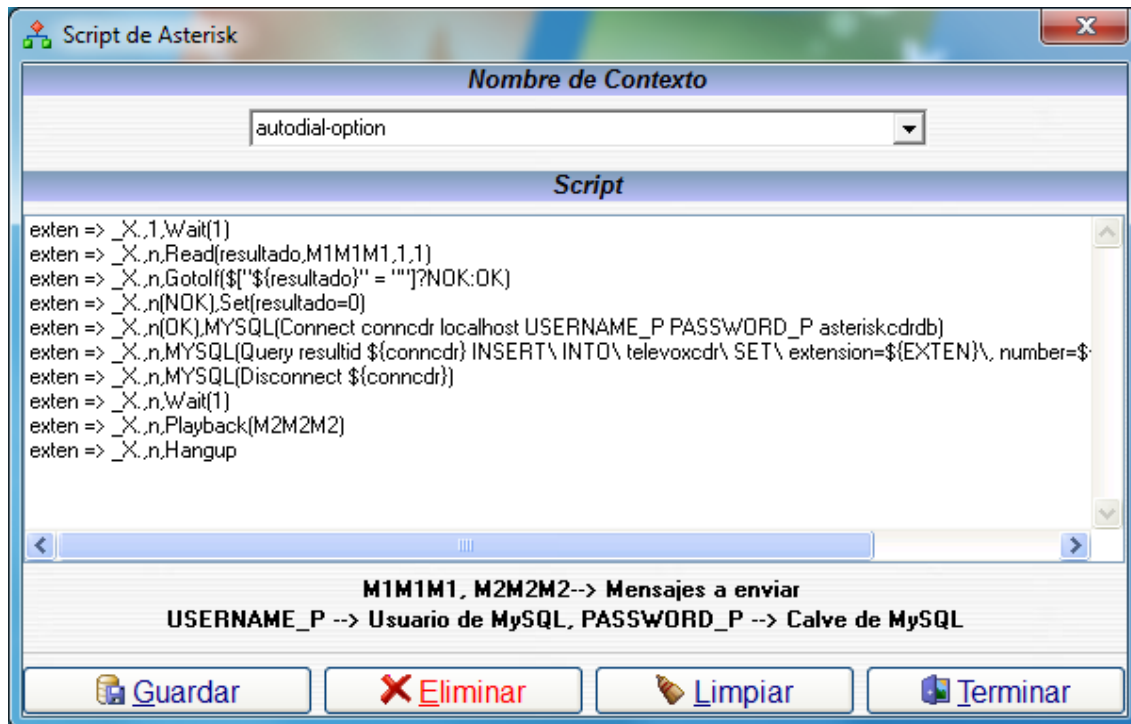 Script de Asterisk
Nombre de Contexto
autodial-option
Script
exten => _X.,1,Wait(1)
exten => _X.,n,Read(resultado,M1M1M1,1,1)
exten => _X.,n,GotoIf($["${resultado}" = ""]?NOK:OK)
exten => _X.,n(NOK),Set(resultado=0)
exten => _X.,n(OK),MYSQL(Connect conncdr localhost USERNAME_P PASSWORD_P asteriskcdrdb)
exten => _X.,n,MYSQL(Query resultid ${conncdr} INSERT\ INTO\ televoxcdr\ SET\ extension=${EXTEN}\, number=$
exten => _X.,n,MYSQL(Disconnect ${conncdr})
exten => _X.,n,Wait(1)
exten => _X.,n,Playback(M2M2M2)
exten => _X.,n,Hangup
M1M1M1, M2M2M2--> Mensajes a enviar
USERNAME_P --> Usuario de MySQL, PASSWORD_P --> Calve de MySQL
Guardar
Eliminar
Limpiar
Terminar